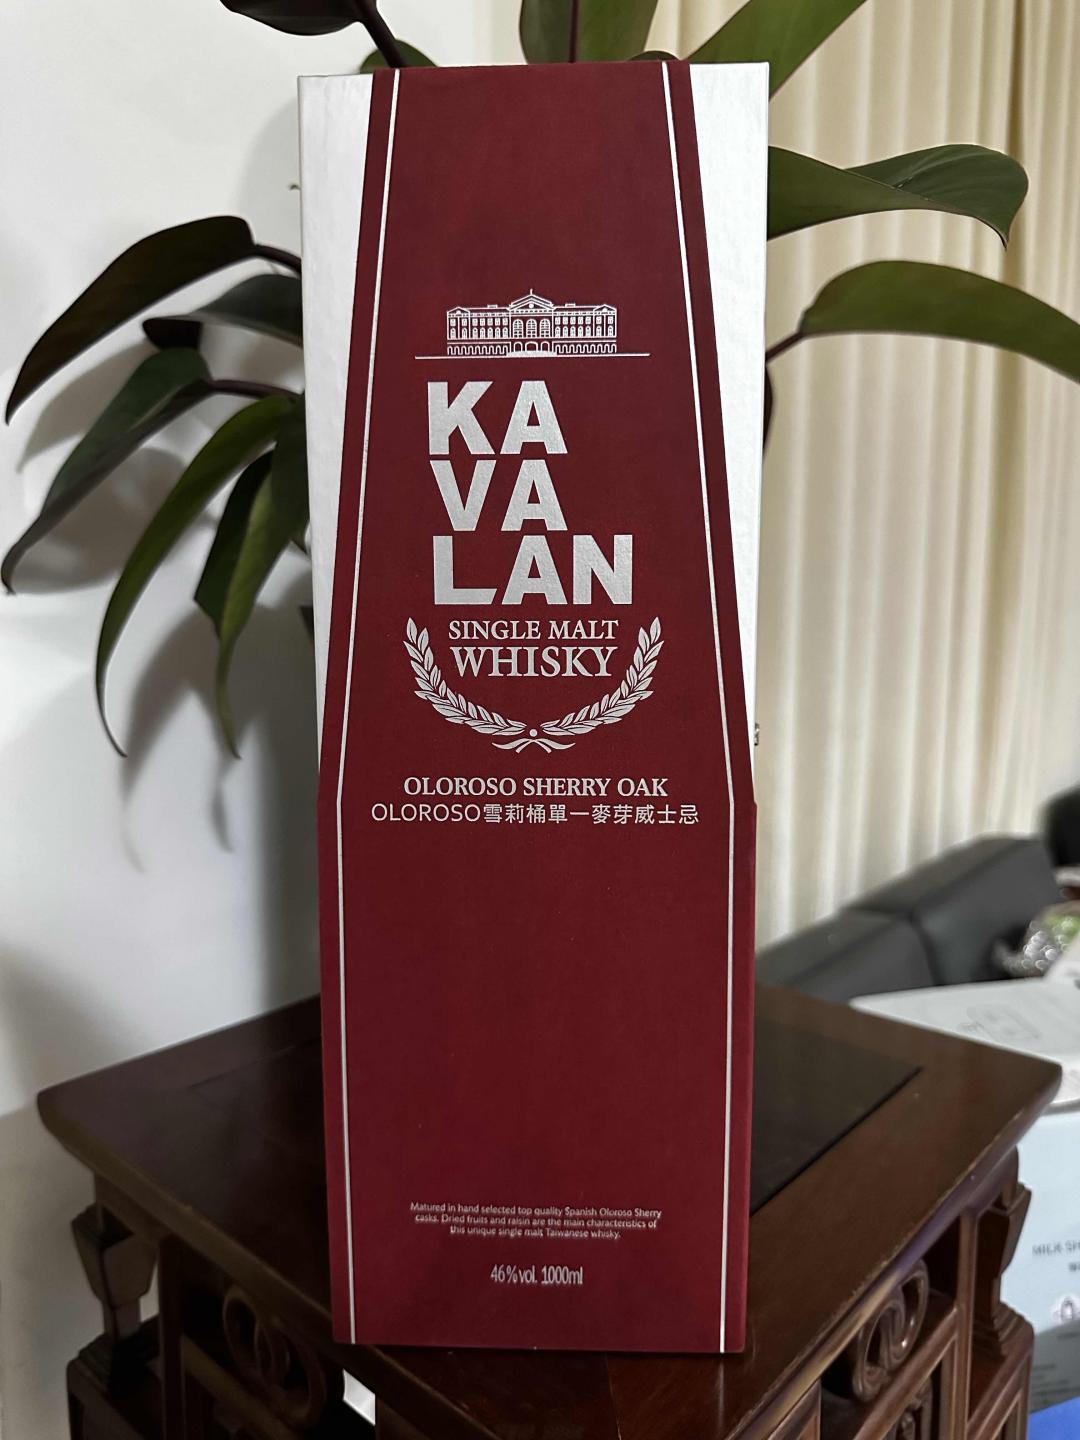 KA
VA
LAN
SINGLE MALT
WHISKY
OLOROSO SHERRY OAK
OLOROSO雪莉桶單一麥芽威士忌
Matured in hand selected top quality Spanish Oloroso Sherry
casks. Dried fruits and raisin are the main characteristics of
this unique single malt Taiwanese whisky.
46%vol. 1000ml
MILK